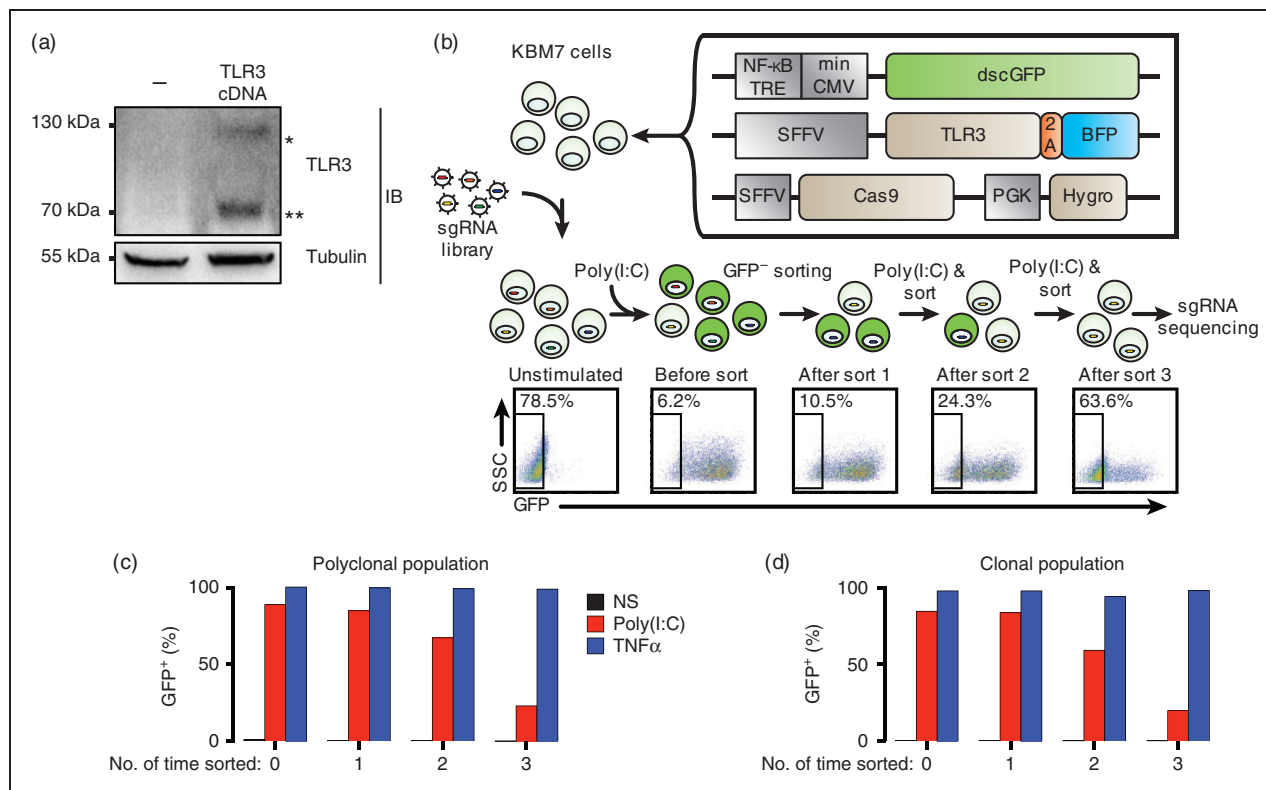 (a)
–
TLR3
cDNA
130 kDa
*
TLR3
70 kDa
**
IB
55 kDa
Tubulin
(b)
KBM7 cells
NF-κB
TRE
min
CMV
dscGFP
SFFV
TLR3
2
A
BFP
SFFV
Cas9
PGK
Hygro
sgRNA
library
Poly(I:C)
GFP⁻ sorting
Poly(I:C) &
sort
Poly(I:C) &
sort
sgRNA
sequencing
Unstimulated
Before sort
After sort 1
After sort 2
After sort 3
78.5%
6.2%
10.5%
24.3%
63.6%
SSC
GFP
(c)
Polyclonal population
100
50
0
GFP⁺ (%)
No. of time sorted: 0 1 2 3
NS
Poly(I:C)
TNFα
(d)
Clonal population
100
50
0
GFP⁺ (%)
No. of time sorted: 0 1 2 3